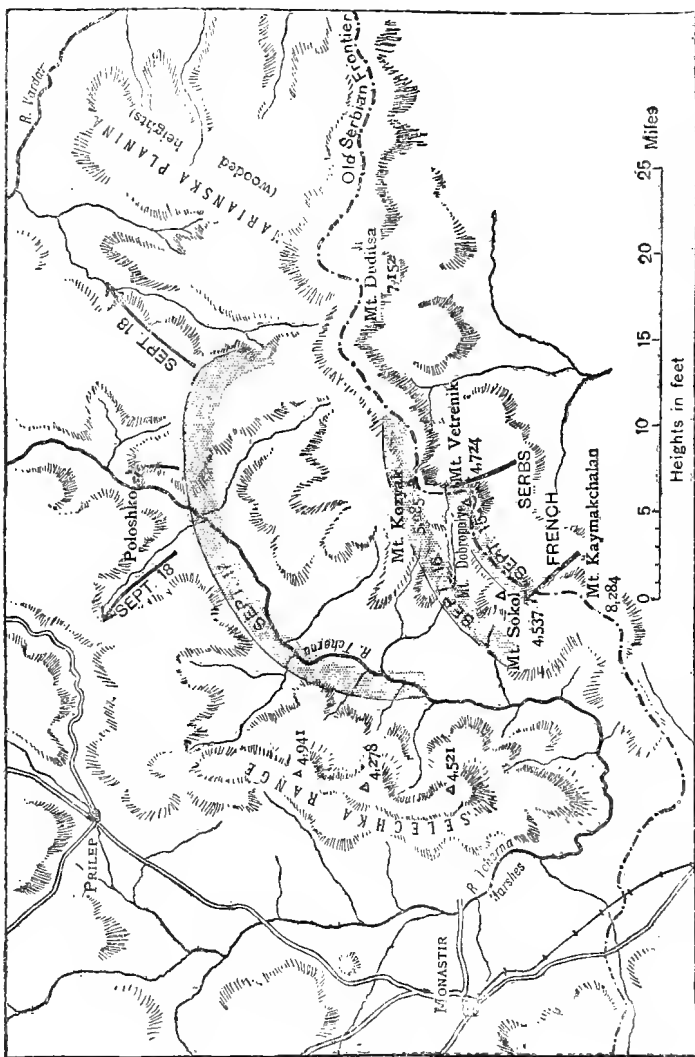 R. Vardar
MARIANSKA PLANINA
(wooded
heights)
Old Serbian Frontier
Mt. Duditsa
7,152
SEPT. 18
Poloshko
SEPT. 18
SEPT. 17
R. Tcherna
Mt. Kozyak
SEPT. 16
Mt. Vetrenik
4,724
Mt. Dobropolye
SEPT. 15
SERBS
FRENCH
Mt. Sokol
4,537
Mt. Kaymakchalan
8,284
4,941
4,278
4,521
SELECHKA
RANGE
PRILEP
MONASTIR
R. Tcherna
Marshes
0 5 10 15 20 25 Miles
Heights in feet